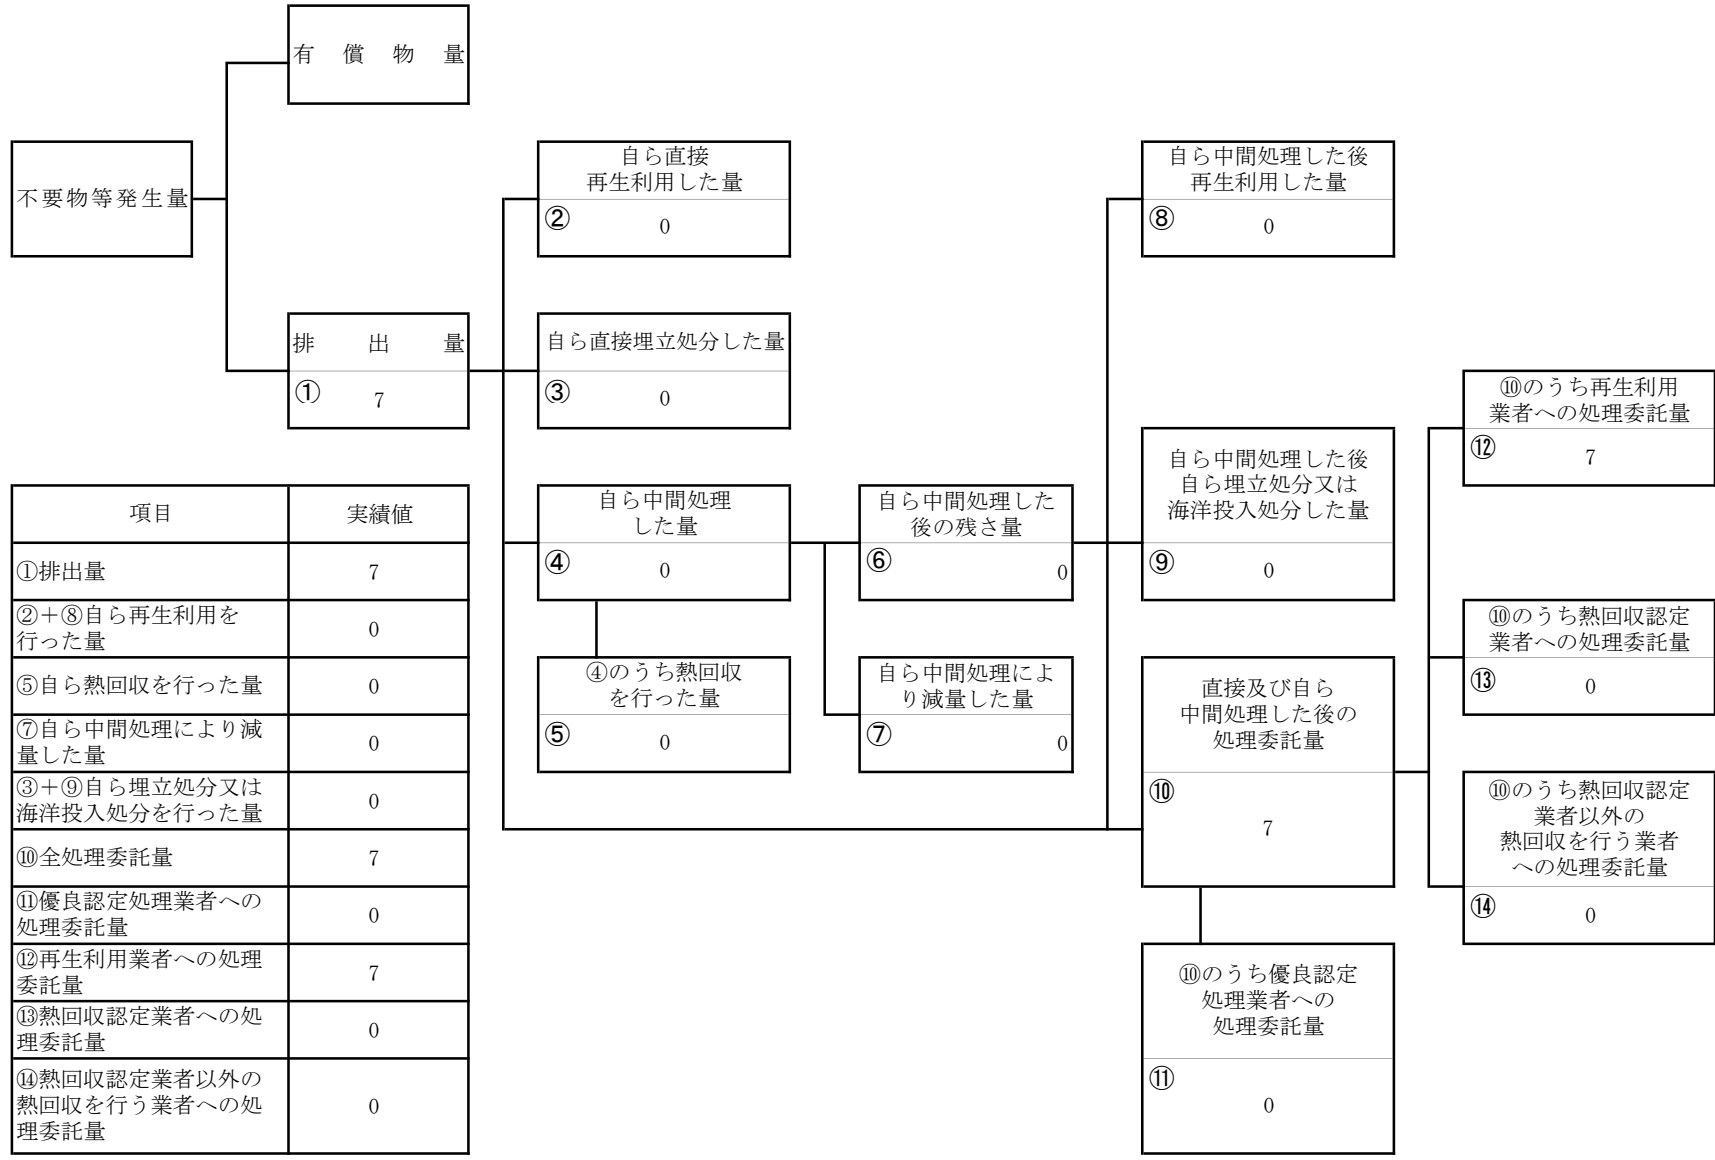 有償物量
不要物等発生量
排出量
①
7
自ら直接
再生利用した量
②
0
自ら直接埋立処分した量
③
0
自ら中間処理
した量
④
0
④のうち熱回収
を行った量
⑤
0
自ら中間処理した
後の残さ量
⑥
0
自ら中間処理によ
り減量した量
⑦
0
自ら中間処理した後
再生利用した量
⑧
0
自ら中間処理した後
自ら埋立処分又は
海洋投入処分した量
⑨
0
直接及び自ら
中間処理した後の
処理委託量
⑩
7
⑩のうち優良認定
処理業者への
処理委託量
⑪
0
⑩のうち再生利用
業者への処理委託量
⑫
7
⑩のうち熱回収認定
業者への処理委託量
⑬
0
⑩のうち熱回収認定
業者以外の
熱回収を行う業者
への処理委託量
⑭
0
項目 実績値
①排出量 7
②＋⑧自ら再生利用を
行った量 0
⑤自ら熱回収を行った量 0
⑦自ら中間処理により減
量した量 0
③＋⑨自ら埋立処分又は
海洋投入処分を行った量 0
⑩全処理委託量 7
⑪優良認定処理業者への
処理委託量 0
⑫再生利用業者への処理
委託量 7
⑬熱回収認定業者への処
理委託量 0
⑭熱回収認定業者以外の
熱回収を行う業者への処
理委託量 0